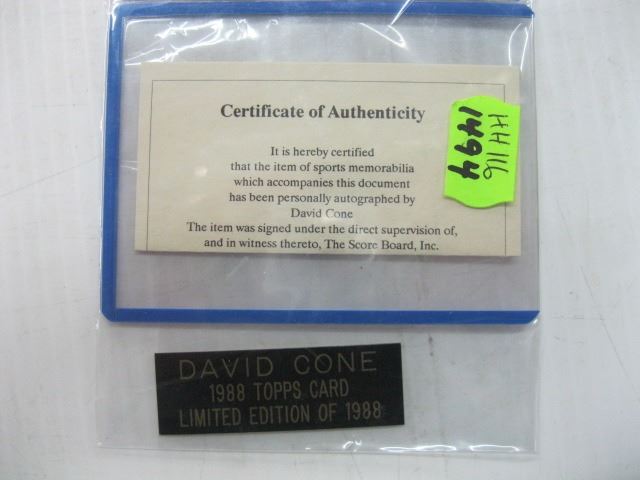 Certificate of Authenticity
It is hereby certified
that the item of sports memorabilia
which accompanies this document
has been personally autographed by
David Cone
The item was signed under the direct supervision of,
and in witness thereto, The Score Board, Inc.
HH116
1494
DAVID CONE
1988 TOPPS CARD
LIMITED EDITION OF 1988